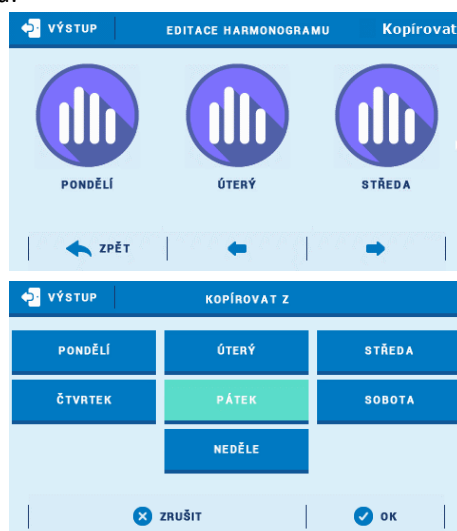 VÝSTUP EDITACE HARMONOGRAMU Kopírovat
PONDĚLÍ ÚTERÝ STŘEDA
ZPĚT
VÝSTUP KOPÍROVAT Z
PONDĚLÍ ÚTERÝ STŘEDA
ČTVRTEK PÁTEK SOBOTA
NEDĚLE
ZRUŠIT OK